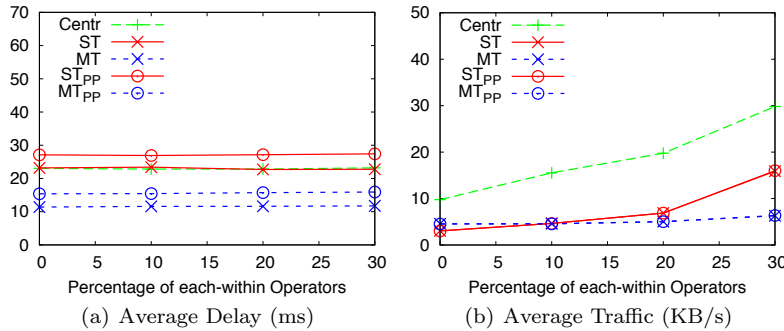 70
60
50
40
30
20
10
0
Centr
ST
MT
ST_PP
MT_PP
0 5 10 15 20 25 30
Percentage of each-within Operators
(a) Average Delay (ms)
50
40
30
20
10
0
Centr
ST
MT
ST_PP
MT_PP
0 5 10 15 20 25 30
Percentage of each-within Operators
(b) Average Traffic (KB/s)